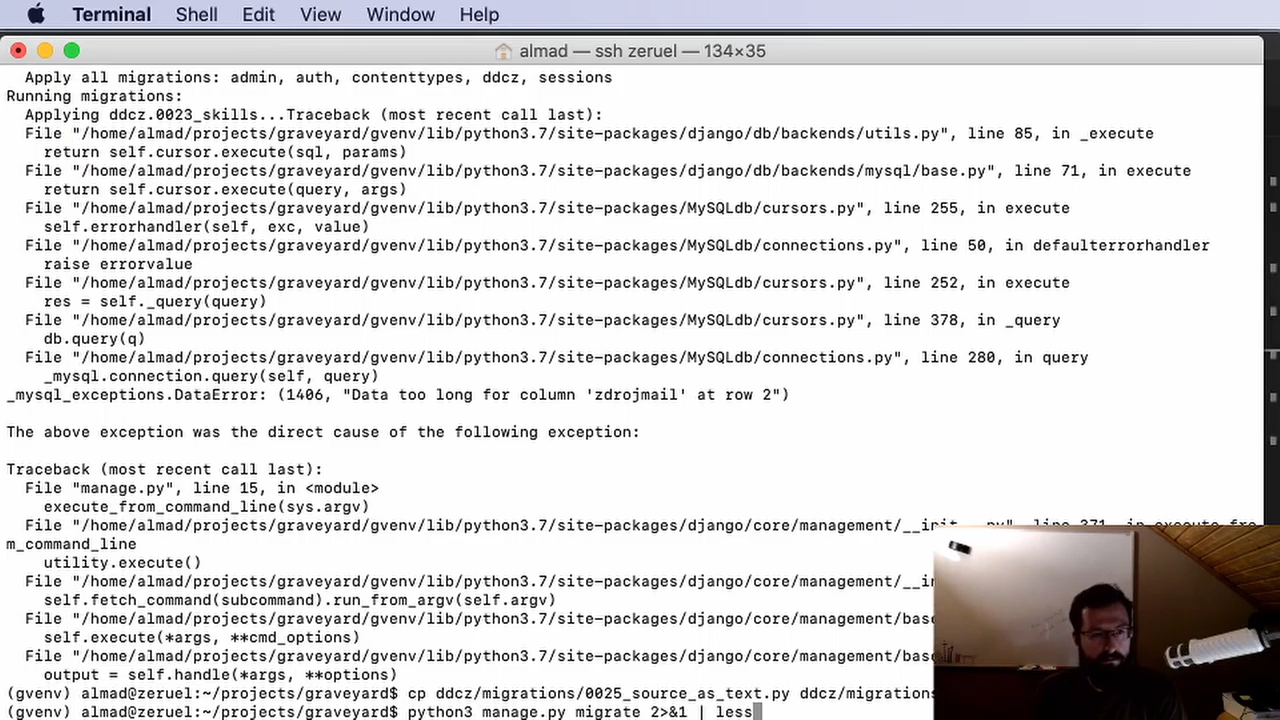 Terminal Shell Edit View Window Help
almad — ssh zeruel — 134×35
Apply all migrations: admin, auth, contenttypes, ddcz, sessions
Running migrations:
Applying ddcz.0023_skills...Traceback (most recent call last):
File "/home/almad/projects/graveyard/gvenv/lib/python3.7/site-packages/django/db/backends/utils.py", line 85, in _execute
return self.cursor.execute(sql, params)
File "/home/almad/projects/graveyard/gvenv/lib/python3.7/site-packages/django/db/backends/mysql/base.py", line 71, in execute
return self.cursor.execute(query, args)
File "/home/almad/projects/graveyard/gvenv/lib/python3.7/site-packages/MySQLdb/cursors.py", line 255, in execute
self.errorhandler(self, exc, value)
File "/home/almad/projects/graveyard/gvenv/lib/python3.7/site-packages/MySQLdb/connections.py", line 50, in defaulterrorhandler
raise errorvalue
File "/home/almad/projects/graveyard/gvenv/lib/python3.7/site-packages/MySQLdb/cursors.py", line 252, in execute
res = self._query(query)
File "/home/almad/projects/graveyard/gvenv/lib/python3.7/site-packages/MySQLdb/cursors.py", line 378, in _query
db.query(q)
File "/home/almad/projects/graveyard/gvenv/lib/python3.7/site-packages/MySQLdb/connections.py", line 280, in query
_mysql.connection.query(self, query)
_mysql_exceptions.DataError: (1406, "Data too long for column 'zdrojmail' at row 2")
The above exception was the direct cause of the following exception:
Traceback (most recent call last):
File "manage.py", line 15, in <module>
execute_from_command_line(sys.argv)
File "/home/almad/projects/graveyard/gvenv/lib/python3.7/site-packages/django/core/management/__init__.py", line 371, in execute_fro
m_command_line
utility.execute()
File "/home/almad/projects/graveyard/gvenv/lib/python3.7/site-packages/django/core/management/__in
self.fetch_command(subcommand).run_from_argv(self.argv)
File "/home/almad/projects/graveyard/gvenv/lib/python3.7/site-packages/django/core/management/bas
self.execute(*args, **cmd_options)
File "/home/almad/projects/graveyard/gvenv/lib/python3.7/site-packages/django/core/management/bas
output = self.handle(*args, **options)
(gvenv) almad@zeruel:~/projects/graveyard$ cp ddcz/migrations/0025_source_as_text.py ddcz/migrations
(gvenv) almad@zeruel:~/projects/graveyard$ python3 manage.py migrate 2>&1 | less